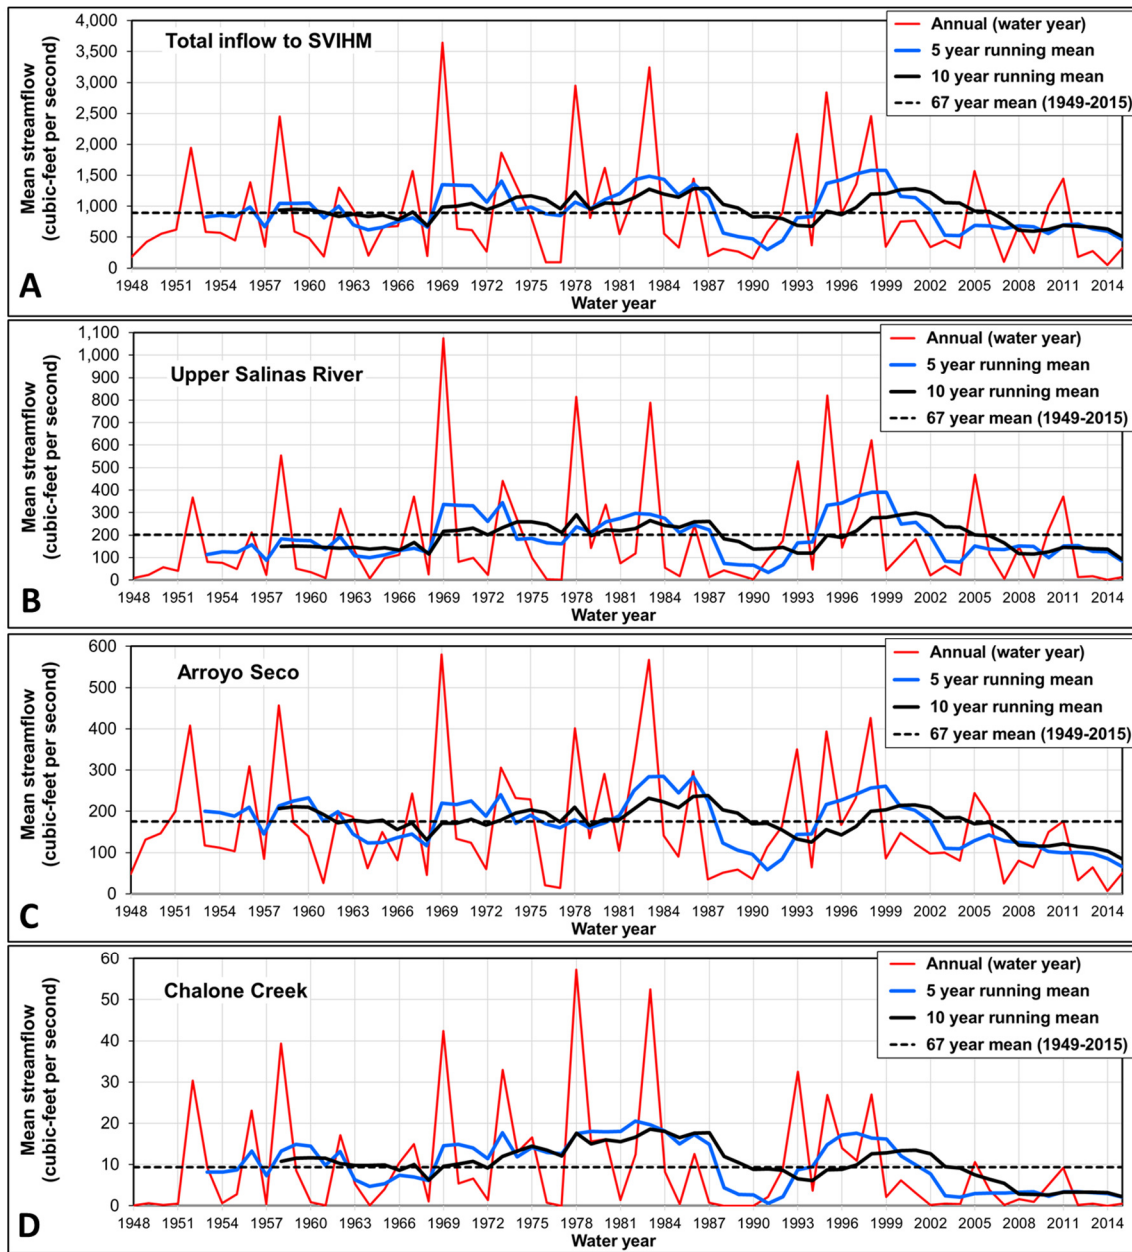 Total inflow to SVIHM
Annual (water year)
5 year running mean
10 year running mean
67 year mean (1949-2015)
Mean streamflow
(cubic-feet per second)
4,000
3,500
3,000
2,500
2,000
1,500
1,000
500
0
1948 1951 1954 1957 1960 1963 1966 1969 1972 1975 1978 1981 1984 1987 1990 1993 1996 1999 2002 2005 2008 2011 2014
Water year
A
Upper Salinas River
Annual (water year)
5 year running mean
10 year running mean
67 year mean (1949-2015)
Mean streamflow
(cubic-feet per second)
1,100
1,000
900
800
700
600
500
400
300
200
100
0
1948 1951 1954 1957 1960 1963 1966 1969 1972 1975 1978 1981 1984 1987 1990 1993 1996 1999 2002 2005 2008 2011 2014
Water year
B
Arroyo Seco
Annual (water year)
5 year running mean
10 year running mean
67 year mean (1949-2015)
Mean streamflow
(cubic-feet per second)
600
500
400
300
200
100
0
1948 1951 1954 1957 1960 1963 1966 1969 1972 1975 1978 1981 1984 1987 1990 1993 1996 1999 2002 2005 2008 2011 2014
Water year
C
Chalone Creek
Annual (water year)
5 year running mean
10 year running mean
67 year mean (1949-2015)
Mean streamflow
(cubic-feet per second)
60
50
40
30
20
10
0
1948 1951 1954 1957 1960 1963 1966 1969 1972 1975 1978 1981 1984 1987 1990 1993 1996 1999 2002 2005 2008 2011 2014
Water year
D